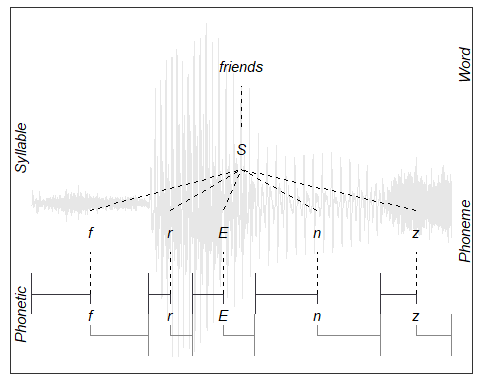 friends
Word
Syllable
S
Phoneme
f r E n z
Phonetic
f r E n z